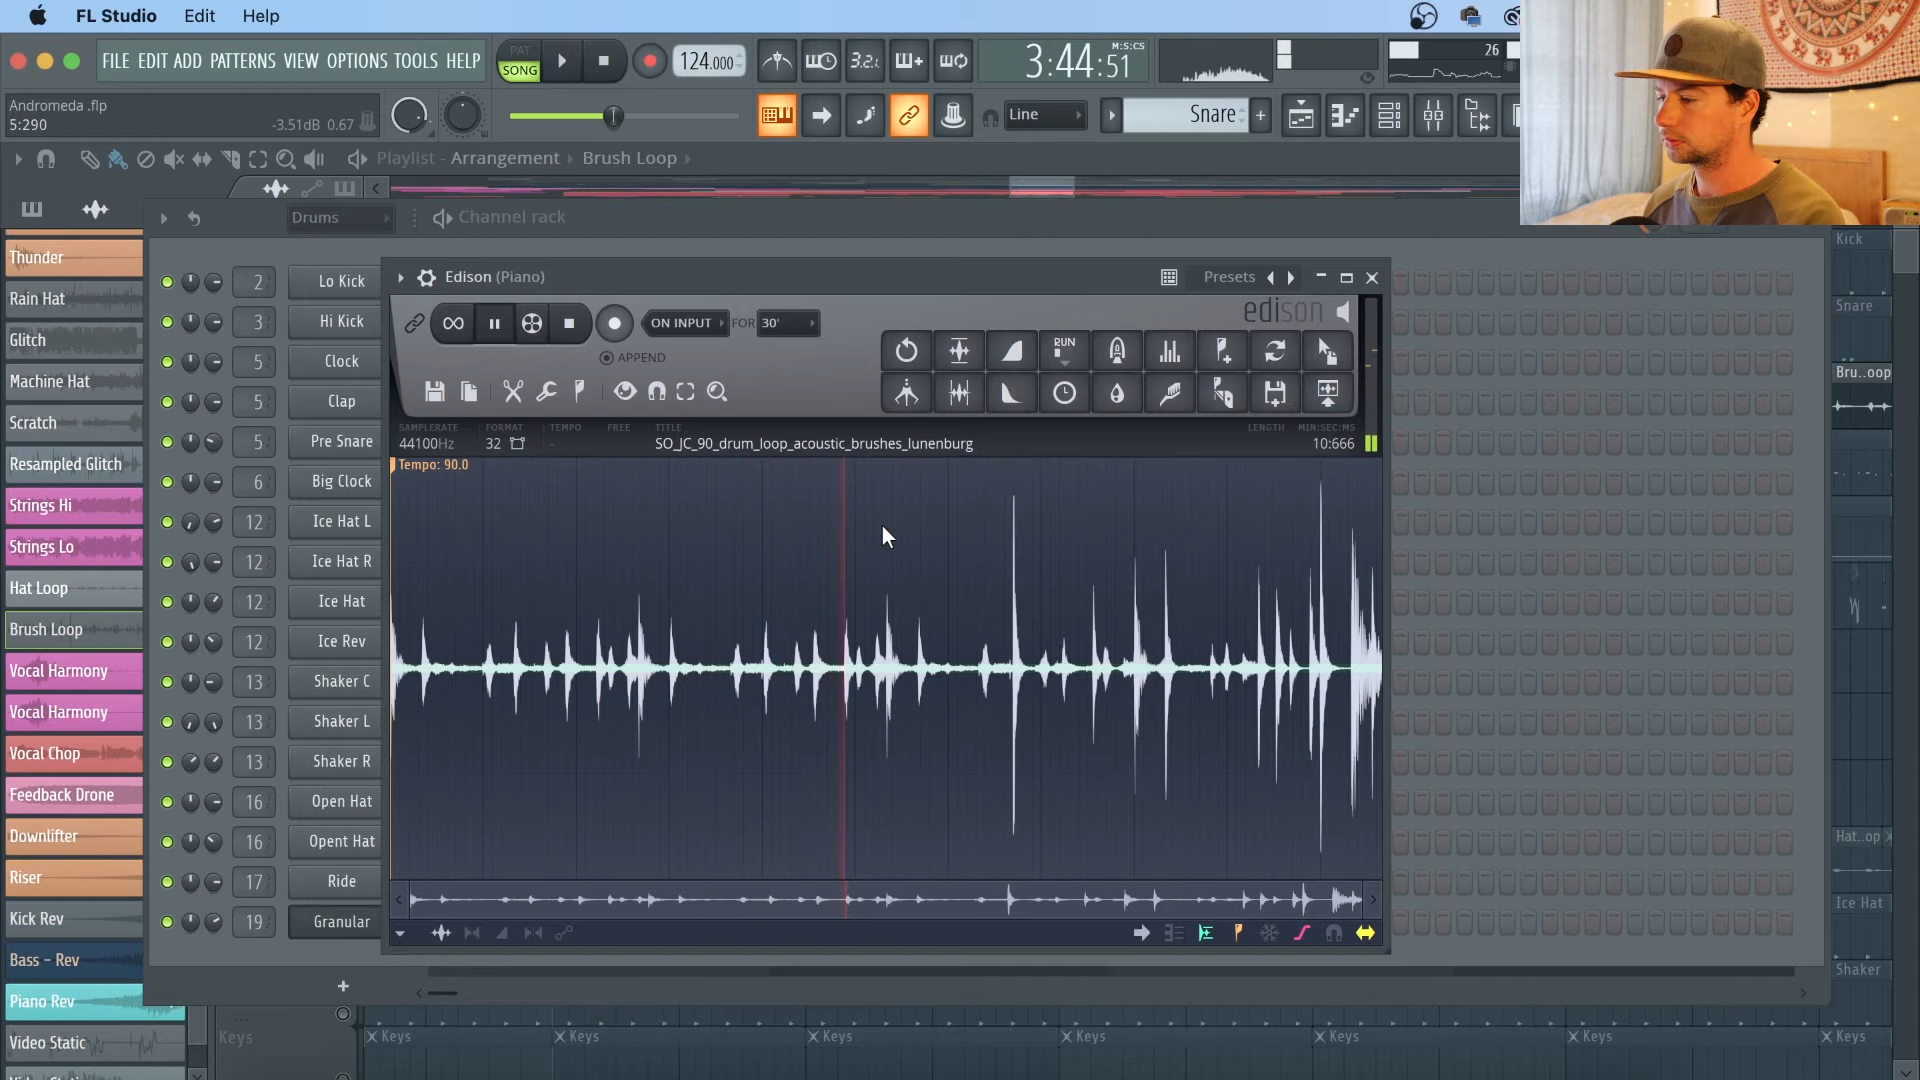 FL Studio Edit Help
FILE EDIT ADD PATTERNS VIEW OPTIONS TOOLS HELP
PAT
SONG
124.000
3.2.
3:44:51
M:S:CS
26
Andromeda .flp
5:290
-3.51dB 0.67
Line
Snare
Playlist - Arrangement Brush Loop
Drums
Channel rack
Kick
Snare
Bru..oop
Hat..op
Ice Hat
Shaker
Thunder
Rain Hat
Glitch
Machine Hat
Scratch
Resampled Glitch
Strings Hi
Strings Lo
Hat Loop
Brush Loop
Vocal Harmony
Vocal Harmony
Vocal Chop
Feedback Drone
Downlifter
Riser
Kick Rev
Bass - Rev
Piano Rev
Video Static
2 Lo Kick
3 Hi Kick
5 Clock
5 Clap
5 Pre Snare
6 Big Clock
12 Ice Hat L
12 Ice Hat R
12 Ice Hat
12 Ice Rev
13 Shaker C
13 Shaker L
13 Shaker R
16 Open Hat
16 Opent Hat
17 Ride
19 Granular
Edison (Piano)
Presets
edison
ON INPUT FOR 30'
APPEND
RUN
SAMPLERATE FORMAT TEMPO FREE TITLE LENGTH MIN:SEC:MS
44100Hz 32 - SO_JC_90_drum_loop_acoustic_brushes_lunenburg 10:666
Tempo: 90.0
Keys
Keys Keys Keys Keys Keys Keys Keys